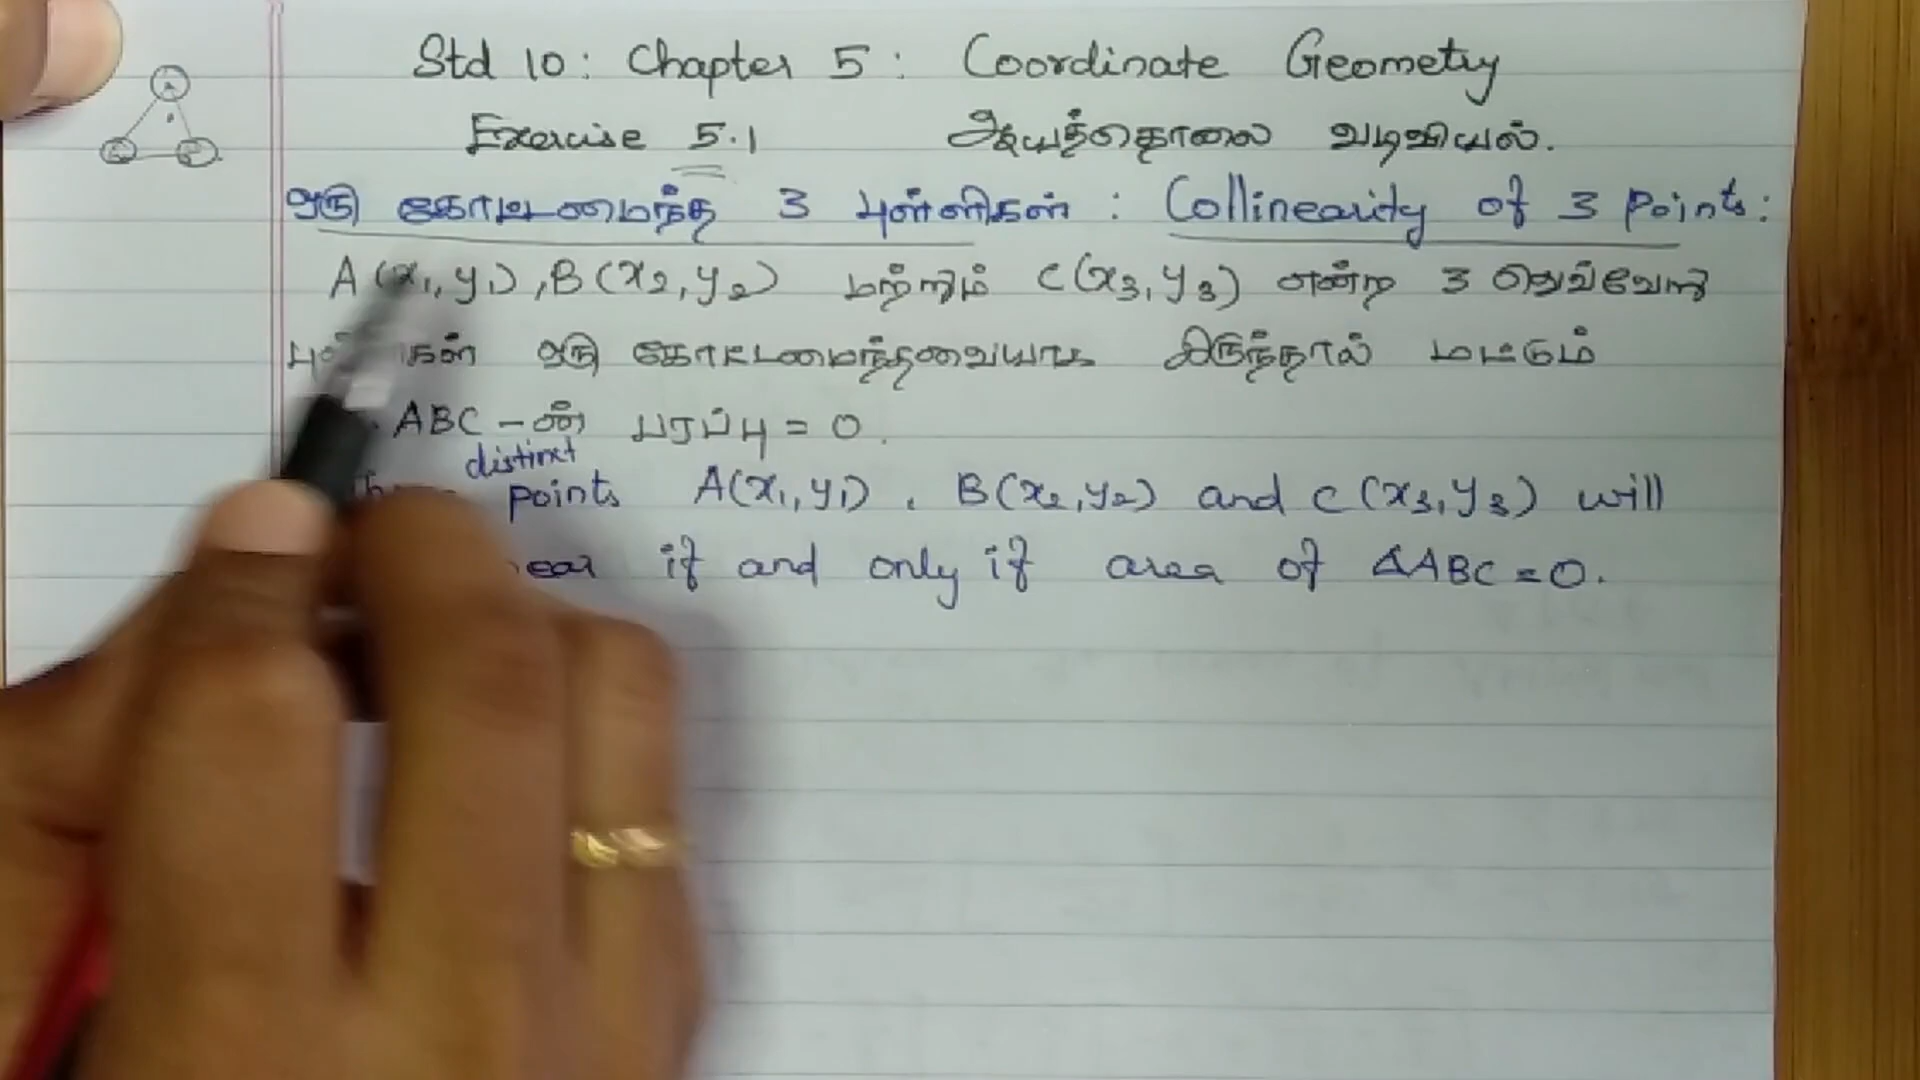 Std 10: Chapter 5: Coordinate Geometry
Exercise 5.1 ஆயத்தொலை வடிவியல்.
ஒரு கோடமைந்த 3 புள்ளிகள் : Collinearity of 3 Points:
A(x₁, y₁), B(x₂, y₂) மற்றும் C(x₃, y₃) என்ற 3 வெவ்வேறு
ஒரு கோட்டமைந்தவையாக இருந்தால் மட்டும்
ABC - ன் பரப்பு = 0.
distinct
points A(x₁, y₁), B(x₂, y₂) and C(x₃, y₃) will
if and only if area of ΔABC = 0.